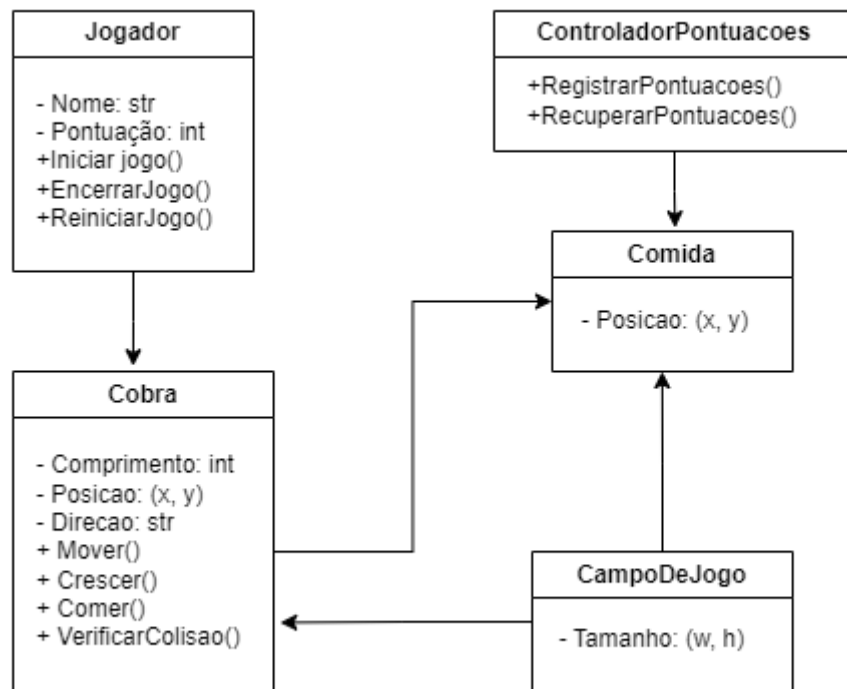 Jogador
- Nome: str
- Pontuação: int
+Iniciar jogo()
+EncerrarJogo()
+ReiniciarJogo()
ControladorPontuacoes
+RegistrarPontuacoes()
+RecuperarPontuacoes()
Comida
- Posicao: (x, y)
Cobra
- Comprimento: int
- Posicao: (x, y)
- Direcao: str
+ Mover()
+ Crescer()
+ Comer()
+ VerificarColisao()
CampoDeJogo
- Tamanho: (w, h)